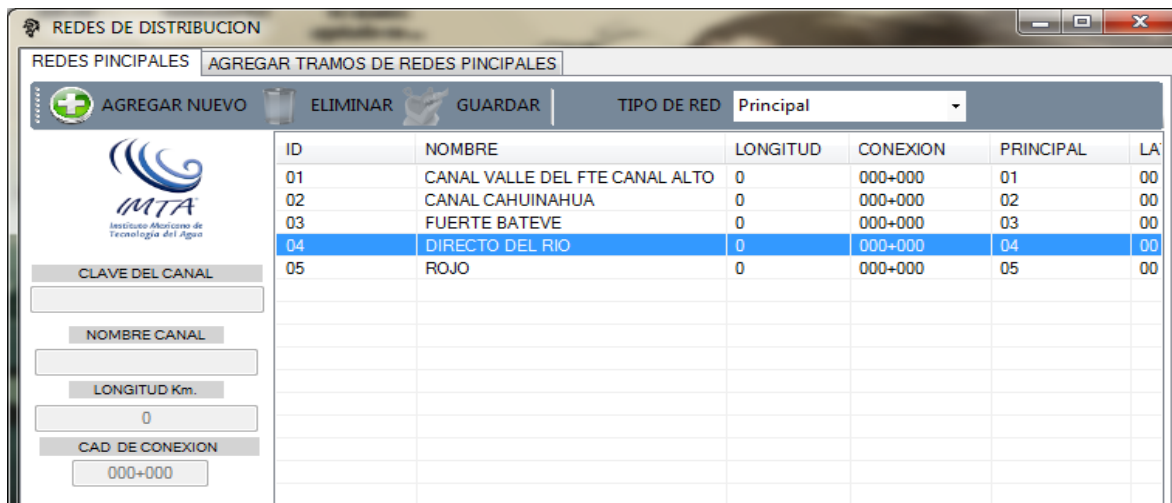 REDES DE DISTRIBUCION
REDES PINCIPALES AGREGAR TRAMOS DE REDES PINCIPALES
AGREGAR NUEVO ELIMINAR GUARDAR TIPO DE RED Principal
IMTA
Instituto Mexicano de
Tecnología del Agua
CLAVE DEL CANAL
NOMBRE CANAL
LONGITUD Km.
0
CAD DE CONEXION
000+000
ID NOMBRE LONGITUD CONEXION PRINCIPAL LA
01 CANAL VALLE DEL FTE CANAL ALTO 0 000+000 01 00
02 CANAL CAHUINAHUA 0 000+000 02 00
03 FUERTE BATEVE 0 000+000 03 00
04 DIRECTO DEL RIO 0 000+000 04 00
05 ROJO 0 000+000 05 00